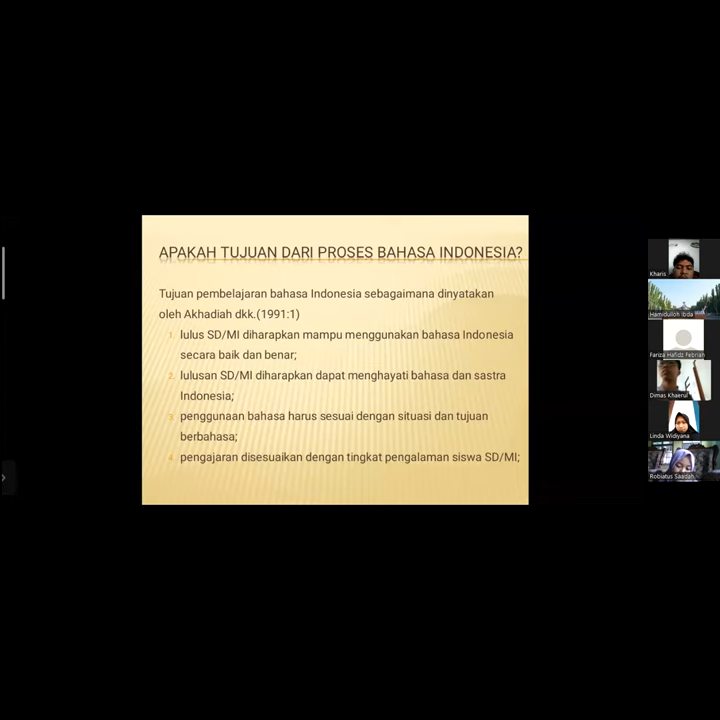 APAKAH TUJUAN DARI PROSES BAHASA INDONESIA?
Tujuan pembelajaran bahasa Indonesia sebagaimana dinyatakan
oleh Akhadiah dkk.(1991:1)
1. lulus SD/MI diharapkan mampu menggunakan bahasa Indonesia
secara baik dan benar;
2. lulusan SD/MI diharapkan dapat menghayati bahasa dan sastra
Indonesia;
3. penggunaan bahasa harus sesuai dengan situasi dan tujuan
berbahasa;
4. pengajaran disesuaikan dengan tingkat pengalaman siswa SD/MI;
Kharis
Hamidulloh Ibda
Fariza Hafidz Febrian
Dimas Khaerul
Linda Widiyana
Robiatus Saadah